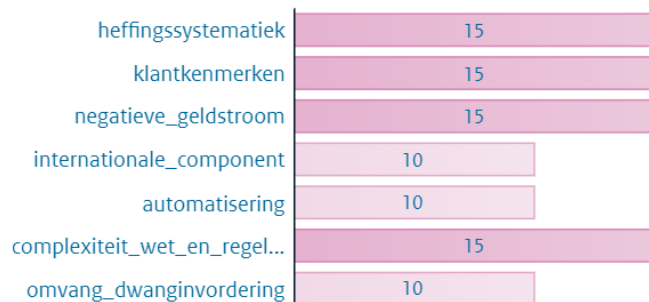 heffingssystematiek 15
klantkenmerken 15
negatieve_geldstroom 15
internationale_component 10
automatisering 10
complexiteit_wet_en_regel... 15
omvang_dwanginvordering 10